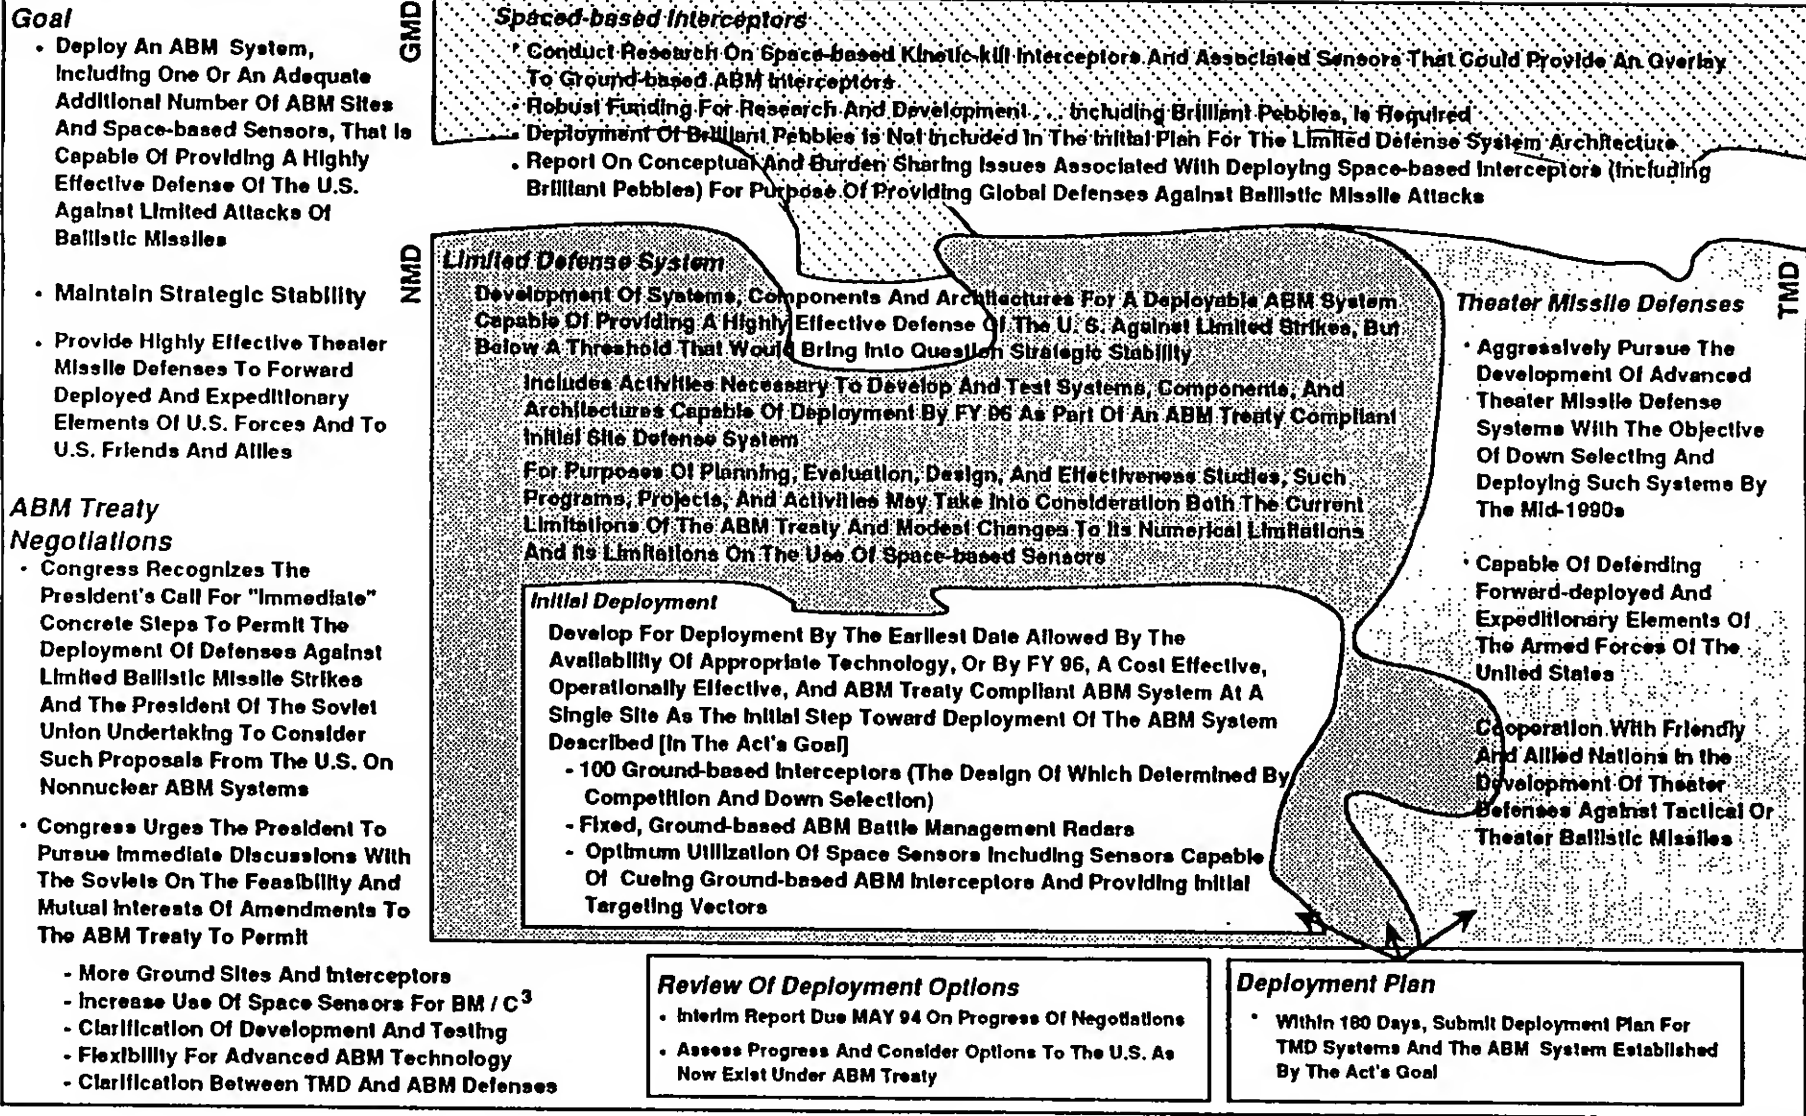 Goal
• Deploy An ABM System,
Including One Or An Adequate
Additional Number Of ABM Sites
And Space-based Sensors, That Is
Capable Of Providing A Highly
Effective Defense Of The U.S.
Against Limited Attacks Of
Ballistic Missiles
• Maintain Strategic Stability
• Provide Highly Effective Theater
Missile Defenses To Forward
Deployed And Expeditionary
Elements Of U.S. Forces And To
U.S. Friends And Allies
ABM Treaty
Negotiations
• Congress Recognizes The
President's Call For "Immediate"
Concrete Steps To Permit The
Deployment Of Defenses Against
Limited Ballistic Missile Strikes
And The President Of The Soviet
Union Undertaking To Consider
Such Proposals From The U.S. On
Nonnuclear ABM Systems
• Congress Urges The President To
Pursue Immediate Discussions With
The Soviets On The Feasibility And
Mutual Interests Of Amendments To
The ABM Treaty To Permit
- More Ground Sites And Interceptors
- Increase Use Of Space Sensors For BM / C3
- Clarification Of Development And Testing
- Flexibility For Advanced ABM Technology
- Clarification Between TMD And ABM Defenses
GMD
Spaced-based Interceptors
• Conduct Research On Space-based Kinetic-kill Interceptors And Associated Sensors That Could Provide An Overlay
To Ground-based ABM Interceptors
• Robust Funding For Research And Development . . . Including Brilliant Pebbles, Is Required
• Deployment Of Brilliant Pebbles Is Not Included In The Initial Plan For The Limited Defense System Architecture
• Report On Conceptual And Burden Sharing Issues Associated With Deploying Space-based Interceptors (Including
Brilliant Pebbles) For Purpose Of Providing Global Defenses Against Ballistic Missile Attacks
NMD
Limited Defense System
Development Of Systems, Components And Architectures For A Deployable ABM System
Capable Of Providing A Highly Effective Defense Of The U. S. Against Limited Strikes, But
Below A Threshold That Would Bring Into Question Strategic Stability
Includes Activities Necessary To Develop And Test Systems, Components, And
Architectures Capable Of Deployment By FY 96 As Part Of An ABM Treaty Compliant
Initial Site Defense System
For Purposes Of Planning, Evaluation, Design, And Effectiveness Studies, Such
Programs, Projects, And Activities May Take Into Consideration Both The Current
Limitations Of The ABM Treaty And Modest Changes To Its Numerical Limitations
And Its Limitations On The Use Of Space-based Sensors
Initial Deployment
Develop For Deployment By The Earliest Date Allowed By The
Availability Of Appropriate Technology, Or By FY 96, A Cost Effective,
Operationally Effective, And ABM Treaty Compliant ABM System At A
Single Site As The Initial Step Toward Deployment Of The ABM System
Described [In The Act's Goal]
- 100 Ground-based Interceptors (The Design Of Which Determined By
Competition And Down Selection)
- Fixed, Ground-based ABM Battle Management Radars
- Optimum Utilization Of Space Sensors Including Sensors Capable
Of Cueing Ground-based ABM Interceptors And Providing Initial
Targeting Vectors
TMD
Theater Missile Defenses
• Aggressively Pursue The
Development Of Advanced
Theater Missile Defense
Systems With The Objective
Of Down Selecting And
Deploying Such Systems By
The Mid-1990s
• Capable Of Defending
Forward-deployed And
Expeditionary Elements Of
The Armed Forces Of The
United States
Cooperation With Friendly
And Allied Nations In the
Development Of Theater
Defenses Against Tactical Or
Theater Ballistic Missiles
Review Of Deployment Options
• Interim Report Due MAY 94 On Progress Of Negotiations
• Assess Progress And Consider Options To The U.S. As
Now Exist Under ABM Treaty
Deployment Plan
• Within 180 Days, Submit Deployment Plan For
TMD Systems And The ABM System Established
By The Act's Goal